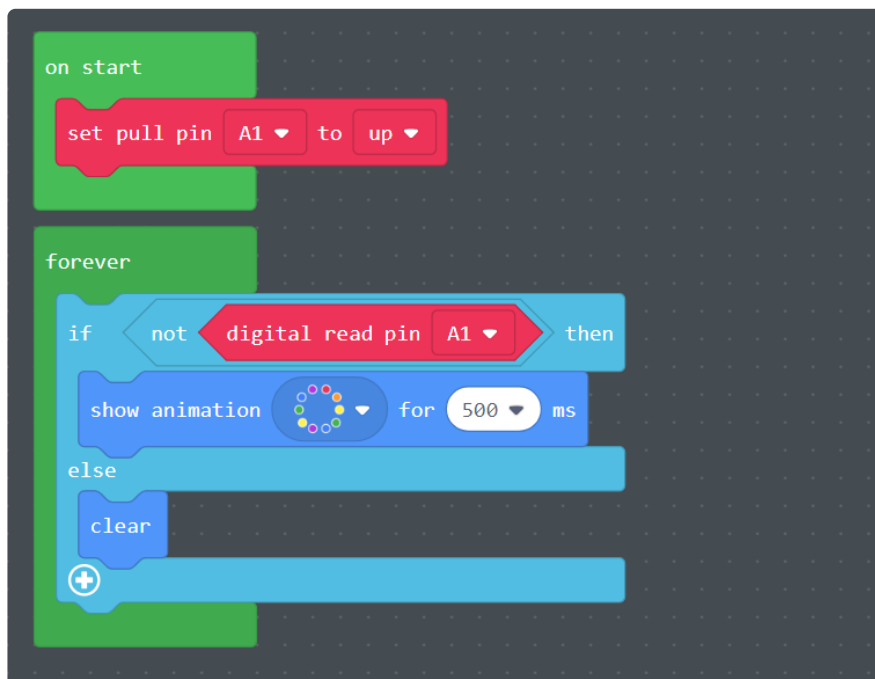 on start
set pull pin A1 to up
forever
if not digital read pin A1 then
show animation for 500 ms
else
clear